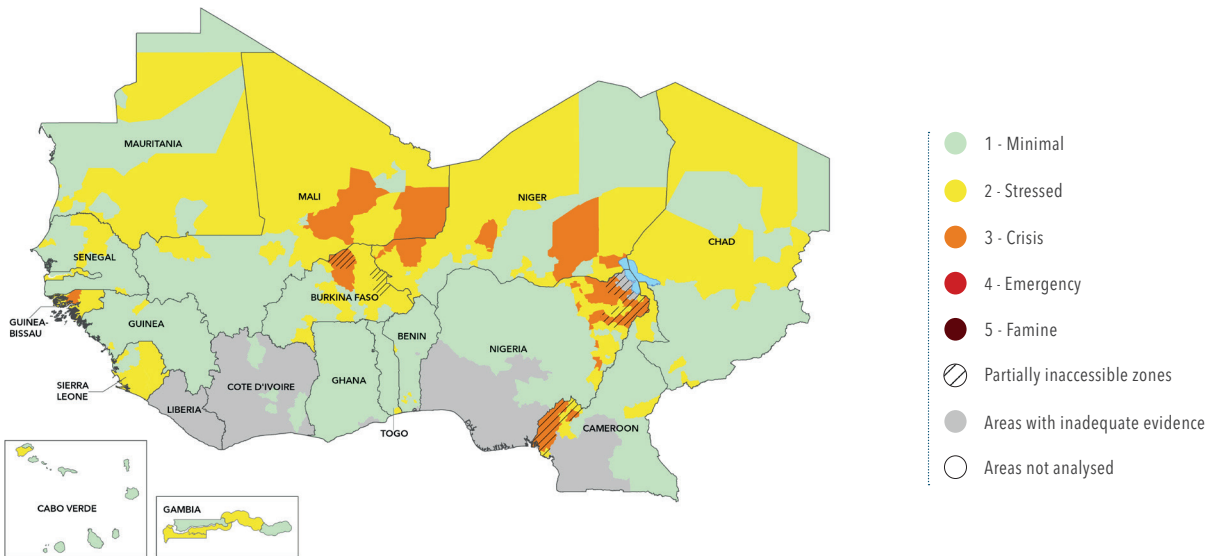 MAURITANIA
MALI
NIGER
CHAD
SENEGAL
BURKINA FASO
GUINEA-
BISSAU
GUINEA
BENIN
NIGERIA
SIERRA
LEONE
COTE D'IVOIRE
GHANA
LIBERIA
TOGO
CAMEROON
CABO VERDE
GAMBIA
1 - Minimal
2 - Stressed
3 - Crisis
4 - Emergency
5 - Famine
Partially inaccessible zones
Areas with inadequate evidence
Areas not analysed